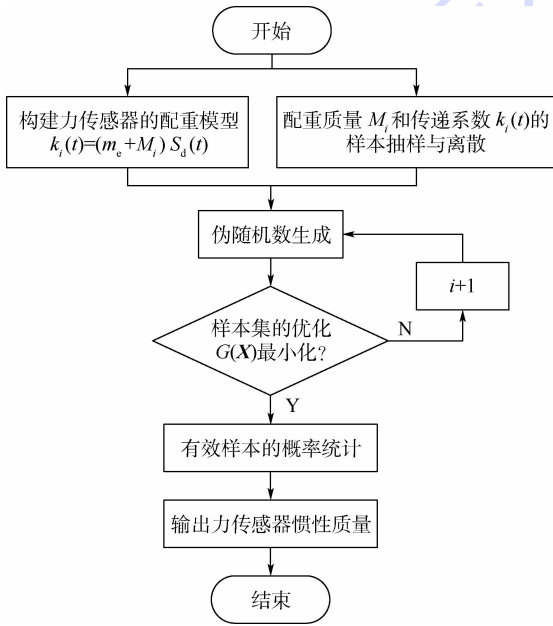 开始
构建力传感器的配重模型
k_i(t)=(m_e+M_i) S_d(t)
配重质量 M_i 和传递系数 k_i(t)的
样本抽样与离散
伪随机数生成
i+1
样本集的优化
G(X)最小化?
N
Y
有效样本的概率统计
输出力传感器惯性质量
结束